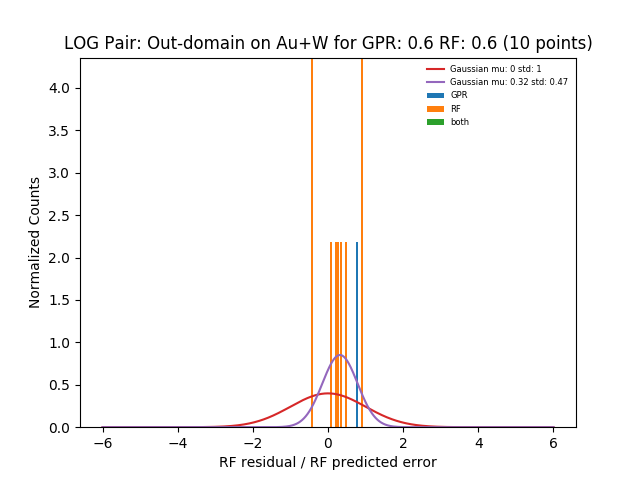 LOG Pair: Out-domain on Au+W for GPR: 0.6 RF: 0.6 (10 points)
Gaussian mu: 0 std: 1
Gaussian mu: 0.32 std: 0.47
GPR
RF
both
Normalized Counts
4.0
3.5
3.0
2.5
2.0
1.5
1.0
0.5
0.0
−6 −4 −2 0 2 4 6
RF residual / RF predicted error